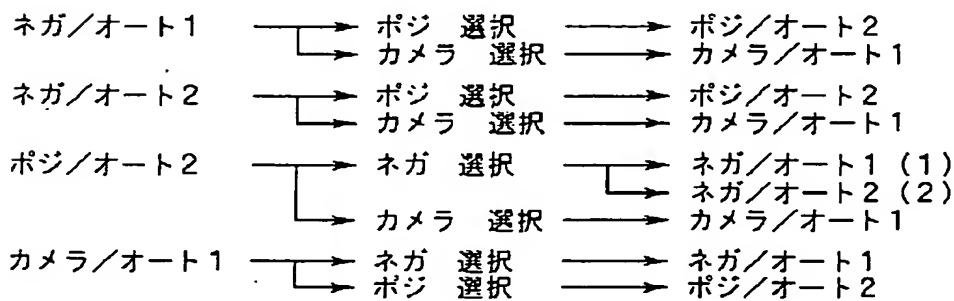 ネガ/オート1 ポジ 選択 ポジ/オート2
カメラ 選択 カメラ/オート1
ネガ/オート2 ポジ 選択 ポジ/オート2
カメラ 選択 カメラ/オート1
ポジ/オート2 ネガ 選択 ネガ/オート1(1)
ネガ/オート2(2)
カメラ 選択 カメラ/オート1
カメラ/オート1 ネガ 選択 ネガ/オート1
ポジ 選択 ポジ/オート2